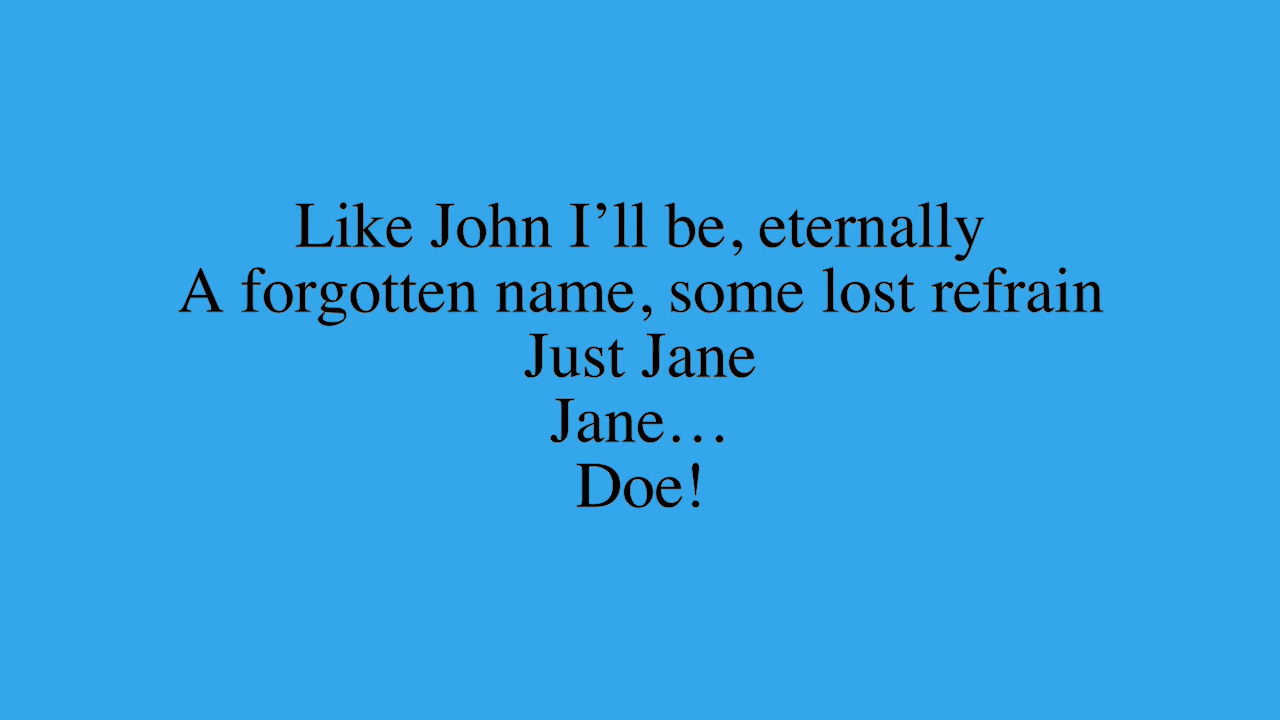 Like John I’ll be, eternally
A forgotten name, some lost refrain
Just Jane
Jane…
Doe!